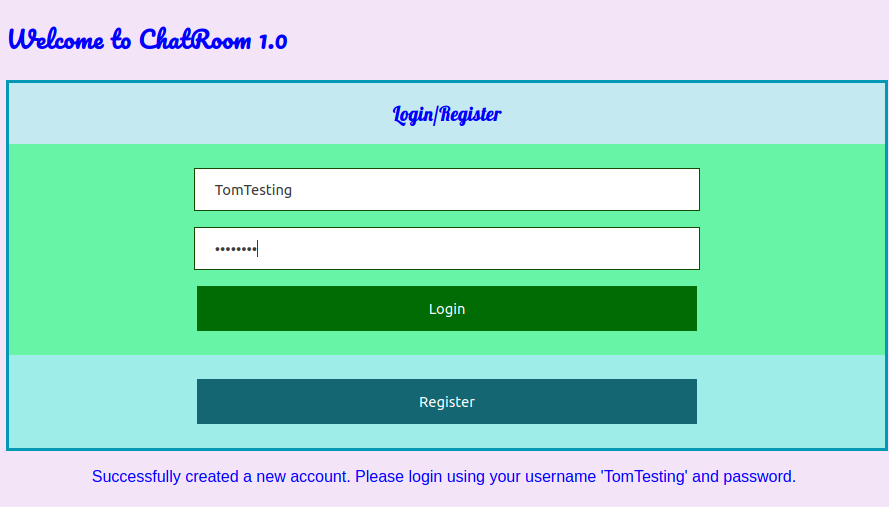 Welcome to ChatRoom 1.0
Login/Register
TomTesting
••••••••
Login
Register
Successfully created a new account. Please login using your username 'TomTesting' and password.